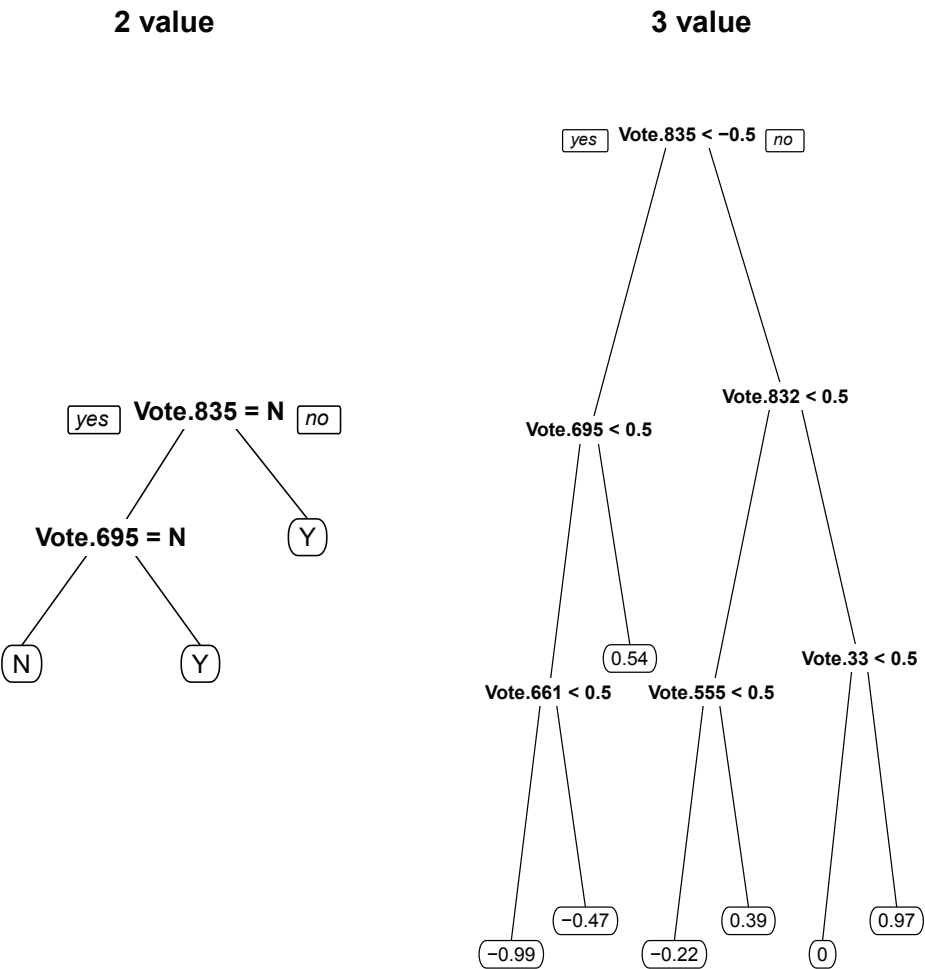 2 value
3 value
yes Vote.835 < −0.5 no
Vote.832 < 0.5
yes Vote.835 = N no
Vote.695 < 0.5
Vote.695 = N
Y
N
Y
0.54
Vote.33 < 0.5
Vote.661 < 0.5
Vote.555 < 0.5
−0.47
0.39
0.97
−0.99
−0.22
0